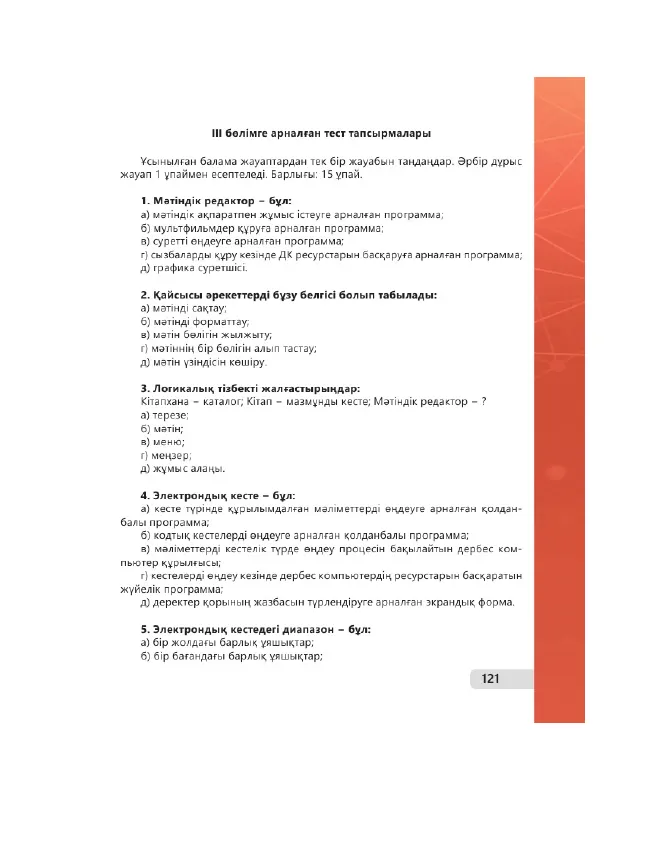 III бөлімге арналған тест тапсырмалары
Ұсынылған балама жауаптардан тек бір жауабын таңдаңдар. Әрбір дұрыс
жауап 1 ұпаймен есептеледі. Барлығы: 15 ұпай.
1. Мәтіндік редактор – бұл:
а) мәтіндік ақпаратпен жұмыс істеуге арналған программа;
б) мультфильмдер құруға арналған программа;
в) суретті өңдеуге арналған программа;
г) сызбаларды құру кезінде ДК ресурстарын басқаруға арналған программа;
д) графика суретшісі.
2. Қайсысы әрекеттерді бұзу белгісі болып табылады:
а) мәтінді сақтау;
б) мәтінді форматтау;
в) мәтін бөлігін жылжыту;
г) мәтіннің бір бөлігін алып тастау;
д) мәтін үзіндісін көшіру.
3. Логикалық тізбекті жалғастырыңдар:
Кітапхана – каталог; Кітап – мазмұнды кесте; Мәтіндік редактор – ?
а) терезе;
б) мәтін;
в) меню;
г) меңзер;
д) жұмыс алаңы.
4. Электрондық кесте – бұл:
а) кесте түрінде құрылымдалған мәліметтерді өңдеуге арналған қолдан-
балы программа;
б) кодтық кестелерді өңдеуге арналған қолданбалы программа;
в) мәліметтерді кестелік түрде өңдеу процесін бақылайтын дербес ком-
пьютер құрылғысы;
г) кестелерді өңдеу кезінде дербес компьютердің ресурстарын басқаратын
жүйелік программа;
д) деректер қорының жазбасын түрлендіруге арналған экрандық форма.
5. Электрондық кестедегі диапазон – бұл:
а) бір жолдағы барлық ұяшықтар;
б) бір бағандағы барлық ұяшықтар;
121